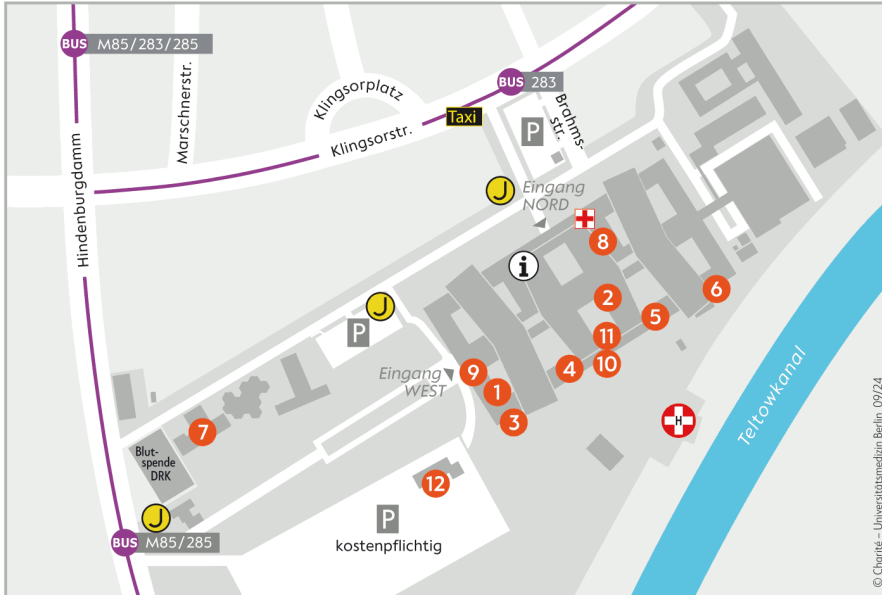 BUS M85/283/285
Marschnerstr.
Klingsorplatz
BUS 283
Taxi
Brahms-
str.
P
Klingsorstr.
Hindenburgdamm
J
Eingang
NORD
8
i
2
6
J
5
P
11
Eingang
WEST
9
4
10
1
3
H
7
Blut-
spende
DRK
12
J
P
kostenpflichtig
BUS M85/285
Teltowkanal
© Charité – Universitätsmedizin Berlin 09/24